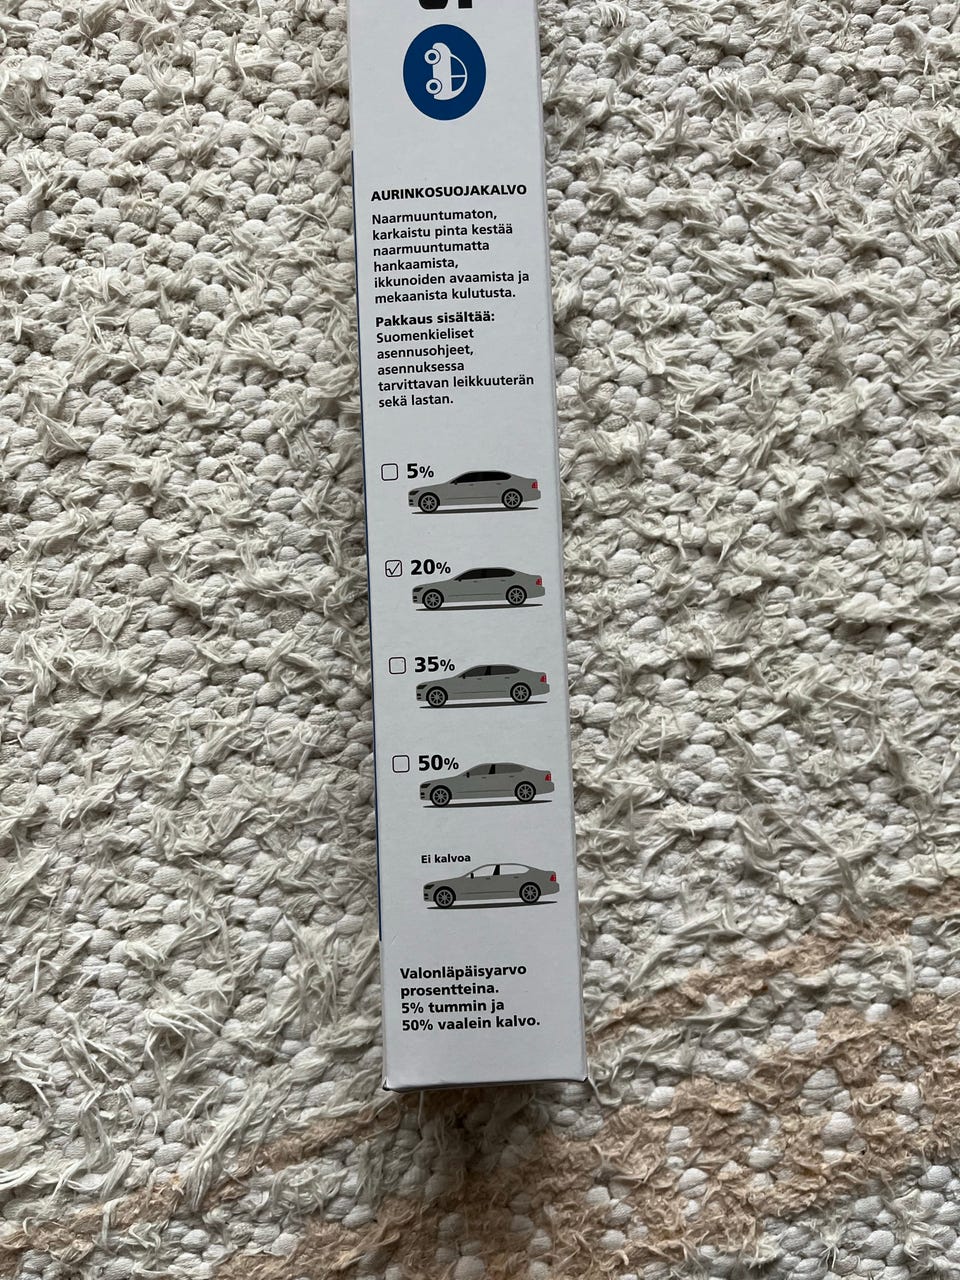 AURINKOSUOJAKALVO
Naarmuuntumaton,
karkaistu pinta kestää
naarmuuntumatta
hankaamista,
ikkunoiden avaamista ja
mekaanista kulutusta.
Pakkaus sisältää:
Suomenkieliset
asennusohjeet,
asennuksessa
tarvittavan leikkuuterän
sekä lastan.
5%
20%
35%
50%
Ei kalvoa
Valonläpäisyarvo
prosentteina.
5% tummin ja
50% vaalein kalvo.